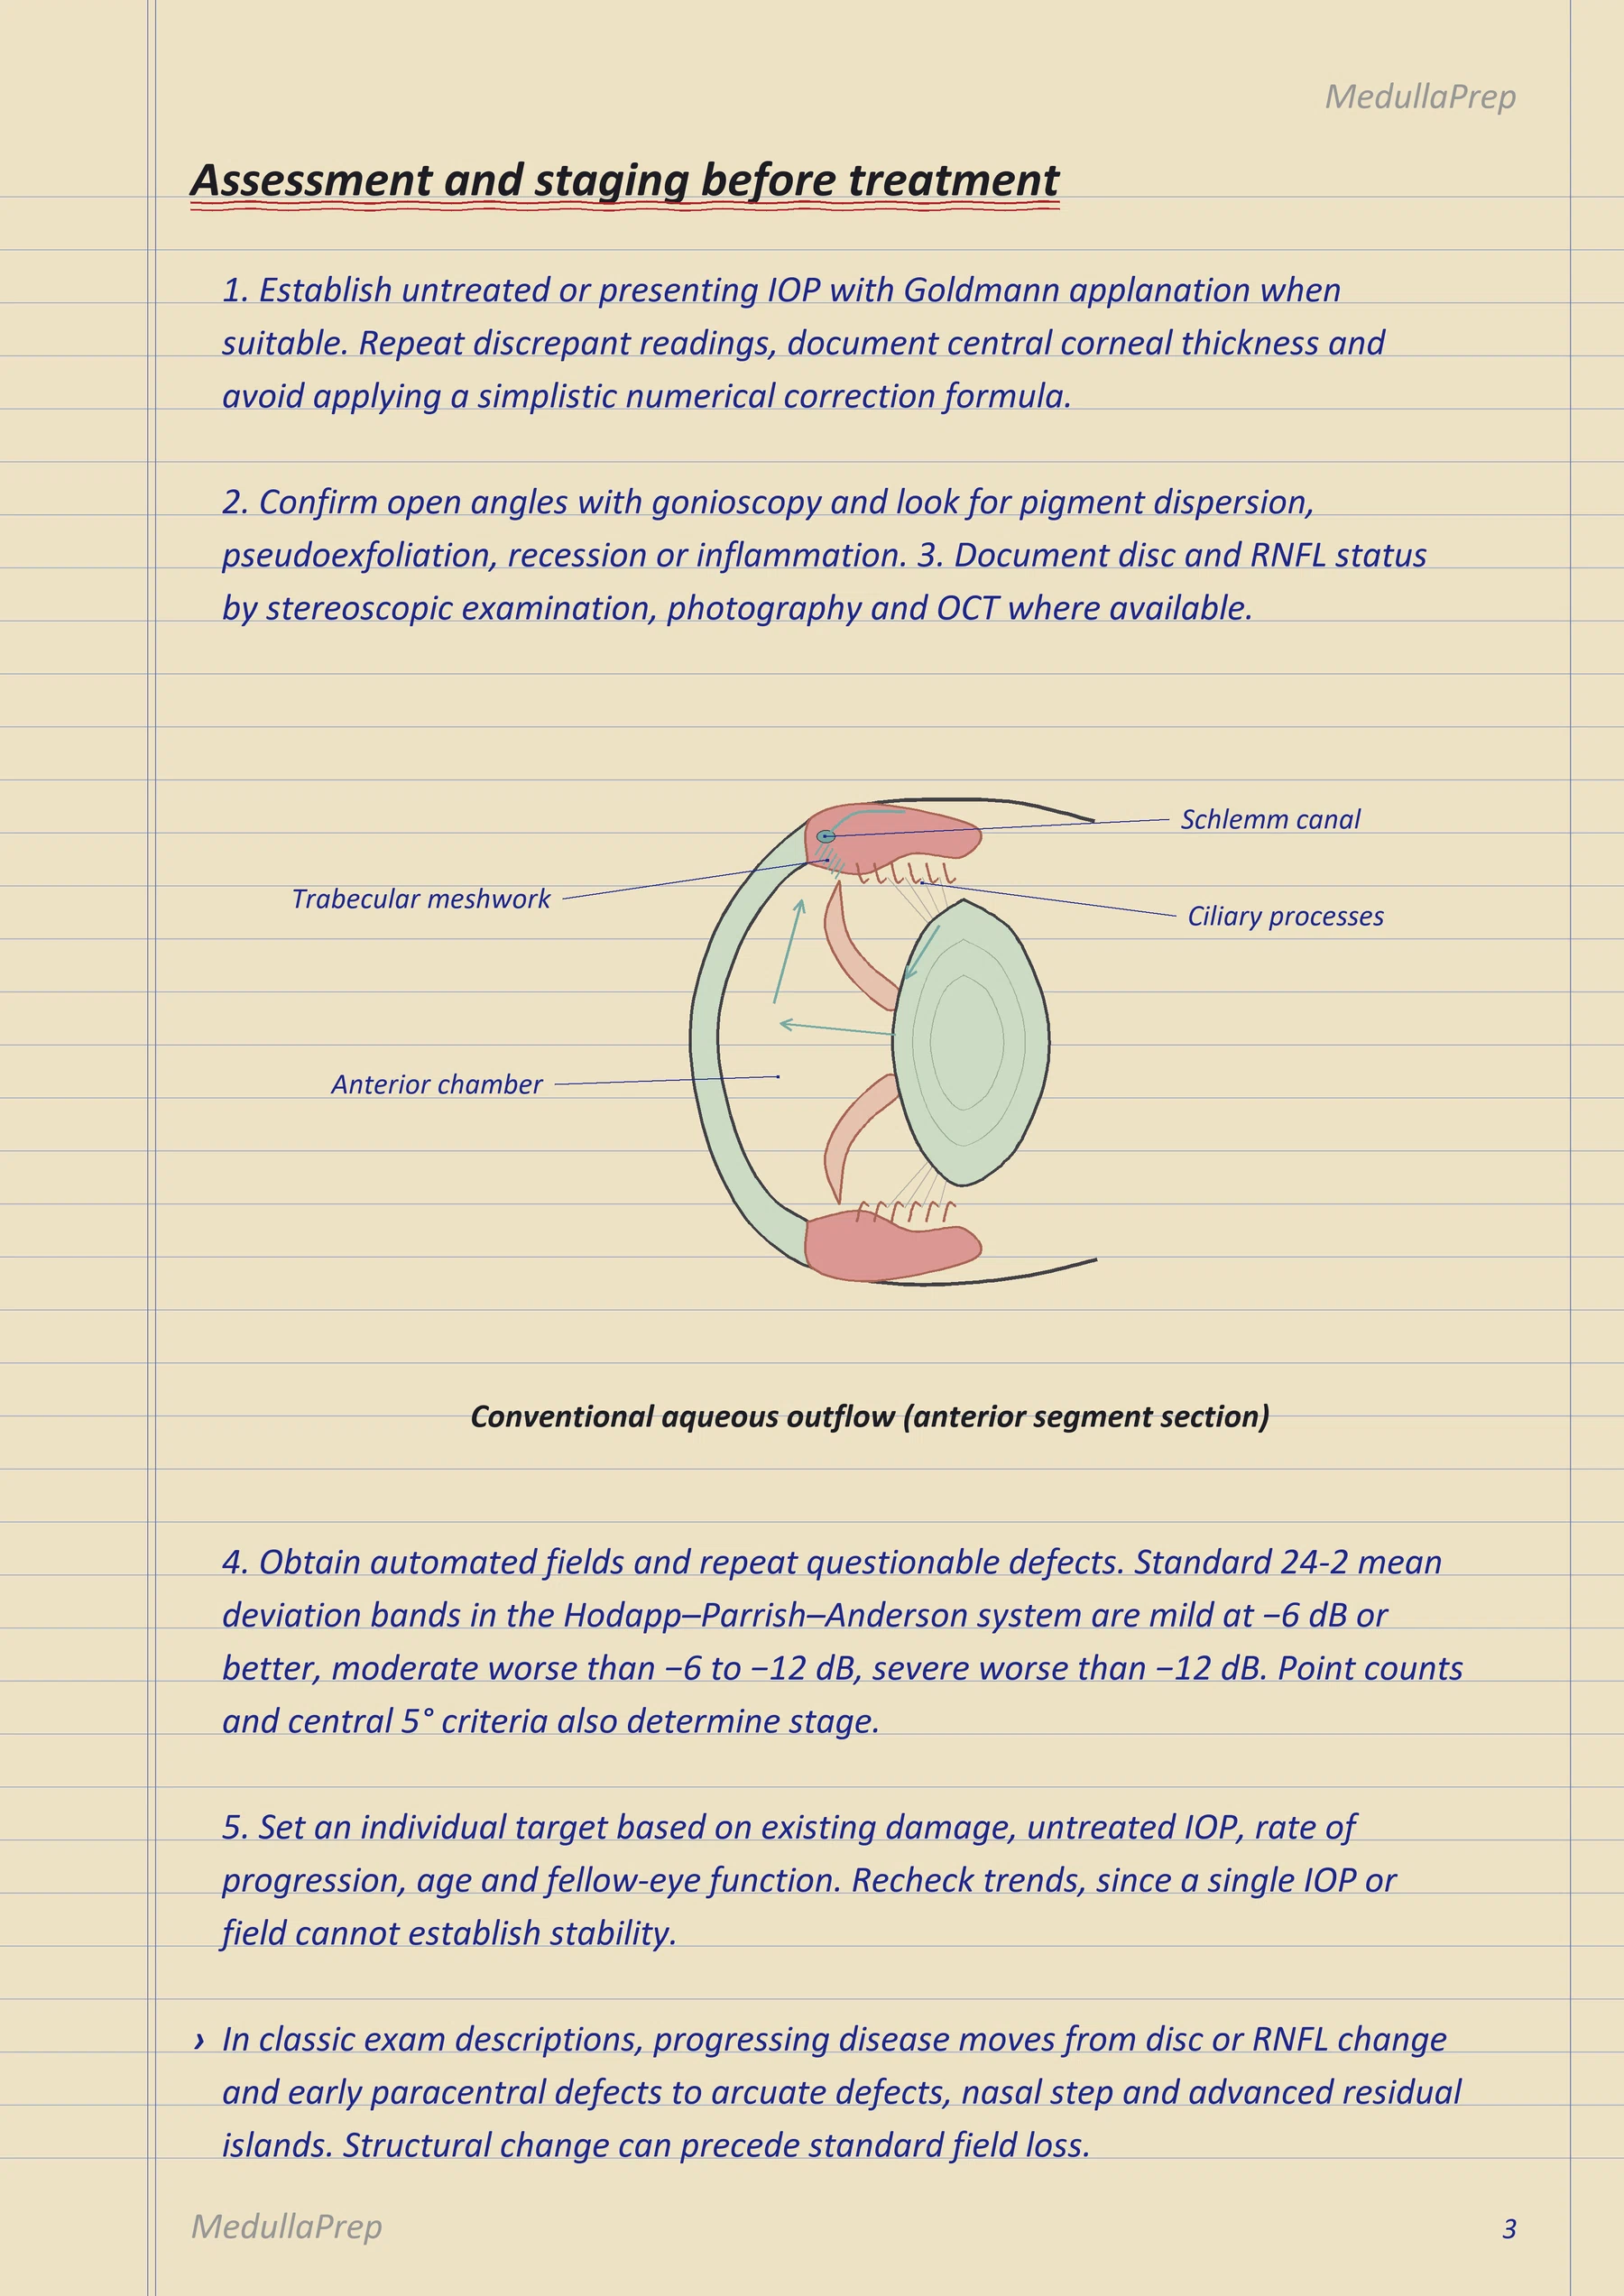 MedullaPrep
Assessment and staging before treatment
1. Establish untreated or presenting IOP with Goldmann applanation when
suitable. Repeat discrepant readings, document central corneal thickness and
avoid applying a simplistic numerical correction formula.
2. Confirm open angles with gonioscopy and look for pigment dispersion,
pseudoexfoliation, recession or inflammation. 3. Document disc and RNFL status
by stereoscopic examination, photography and OCT where available.
Schlemm canal
Trabecular meshwork
Ciliary processes
Anterior chamber
Conventional aqueous outflow (anterior segment section)
4. Obtain automated fields and repeat questionable defects. Standard 24-2 mean
deviation bands in the Hodapp–Parrish–Anderson system are mild at −6 dB or
better, moderate worse than −6 to −12 dB, severe worse than −12 dB. Point counts
and central 5° criteria also determine stage.
5. Set an individual target based on existing damage, untreated IOP, rate of
progression, age and fellow-eye function. Recheck trends, since a single IOP or
field cannot establish stability.
› In classic exam descriptions, progressing disease moves from disc or RNFL change
and early paracentral defects to arcuate defects, nasal step and advanced residual
islands. Structural change can precede standard field loss.
MedullaPrep
3